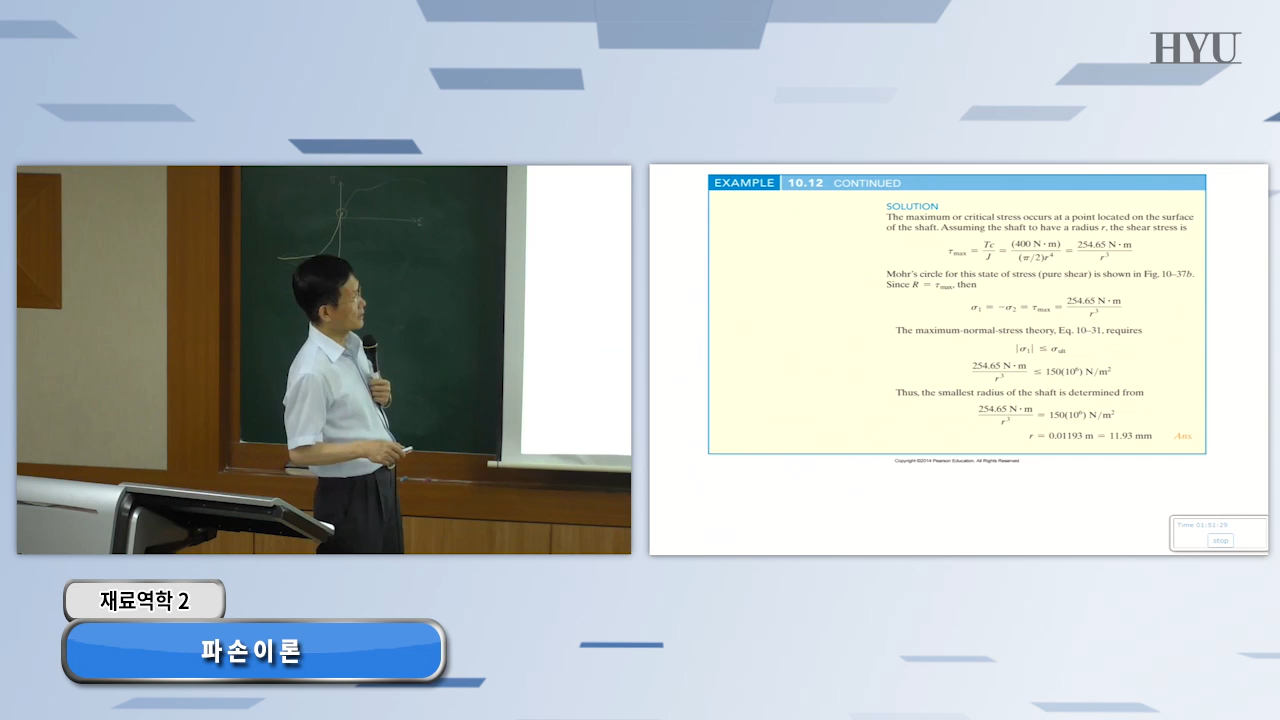 HYU
EXAMPLE 10.12 CONTINUED
SOLUTION
The maximum or critical stress occurs at a point located on the surface
of the shaft. Assuming the shaft to have a radius r, the shear stress is
τmax = Tc/J = (400 N · m)/(π/2)r⁴ = 254.65 N · m/r³
Mohr's circle for this state of stress (pure shear) is shown in Fig. 10–37b.
Since R = τmax, then
σ1 = −σ2 = τmax = 254.65 N · m/r³
The maximum-normal-stress theory, Eq. 10–31, requires
|σ1| ≤ σult
254.65 N · m/r³ ≤ 150(10⁶) N/m²
Thus, the smallest radius of the shaft is determined from
254.65 N · m/r³ = 150(10⁶) N/m²
r = 0.01193 m = 11.93 mm Ans.
Copyright ©2014 Pearson Education, All Rights Reserved
Time 01:51:29
stop
재료역학 2
파손이론